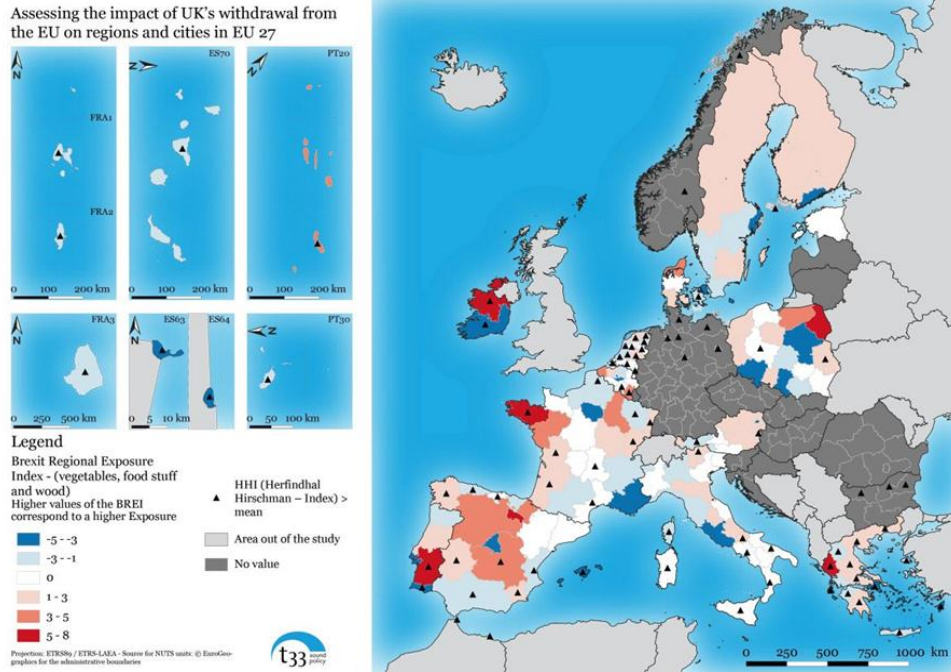 Assessing the impact of UK's withdrawal from
the EU on regions and cities in EU 27
N
FRA1
FRA2
0 100 200 km
N
ES70
0 100 200 km
N
PT20
0 100 200 km
N
FRA3
0 250 500 km
N
ES63
ES64
0 5 10 km
N
PT30
0 50 100 km
Legend
Brexit Regional Exposure
Index - (vegetables, food stuff
and wood)
Higher values of the BREI
correspond to a higher Exposure
-5 - -3
-3 - -1
0
1 - 3
3 - 5
5 - 8
HHI (Herfindhal
Hirschman – Index) >
mean
Area out of the study
No value
Projection: ETRS89 / ETRS-LAEA - Source for NUTS units: © EuroGeo-
graphics for the administrative boundaries
t33 sound
policy
0 250 500 750 1000 km